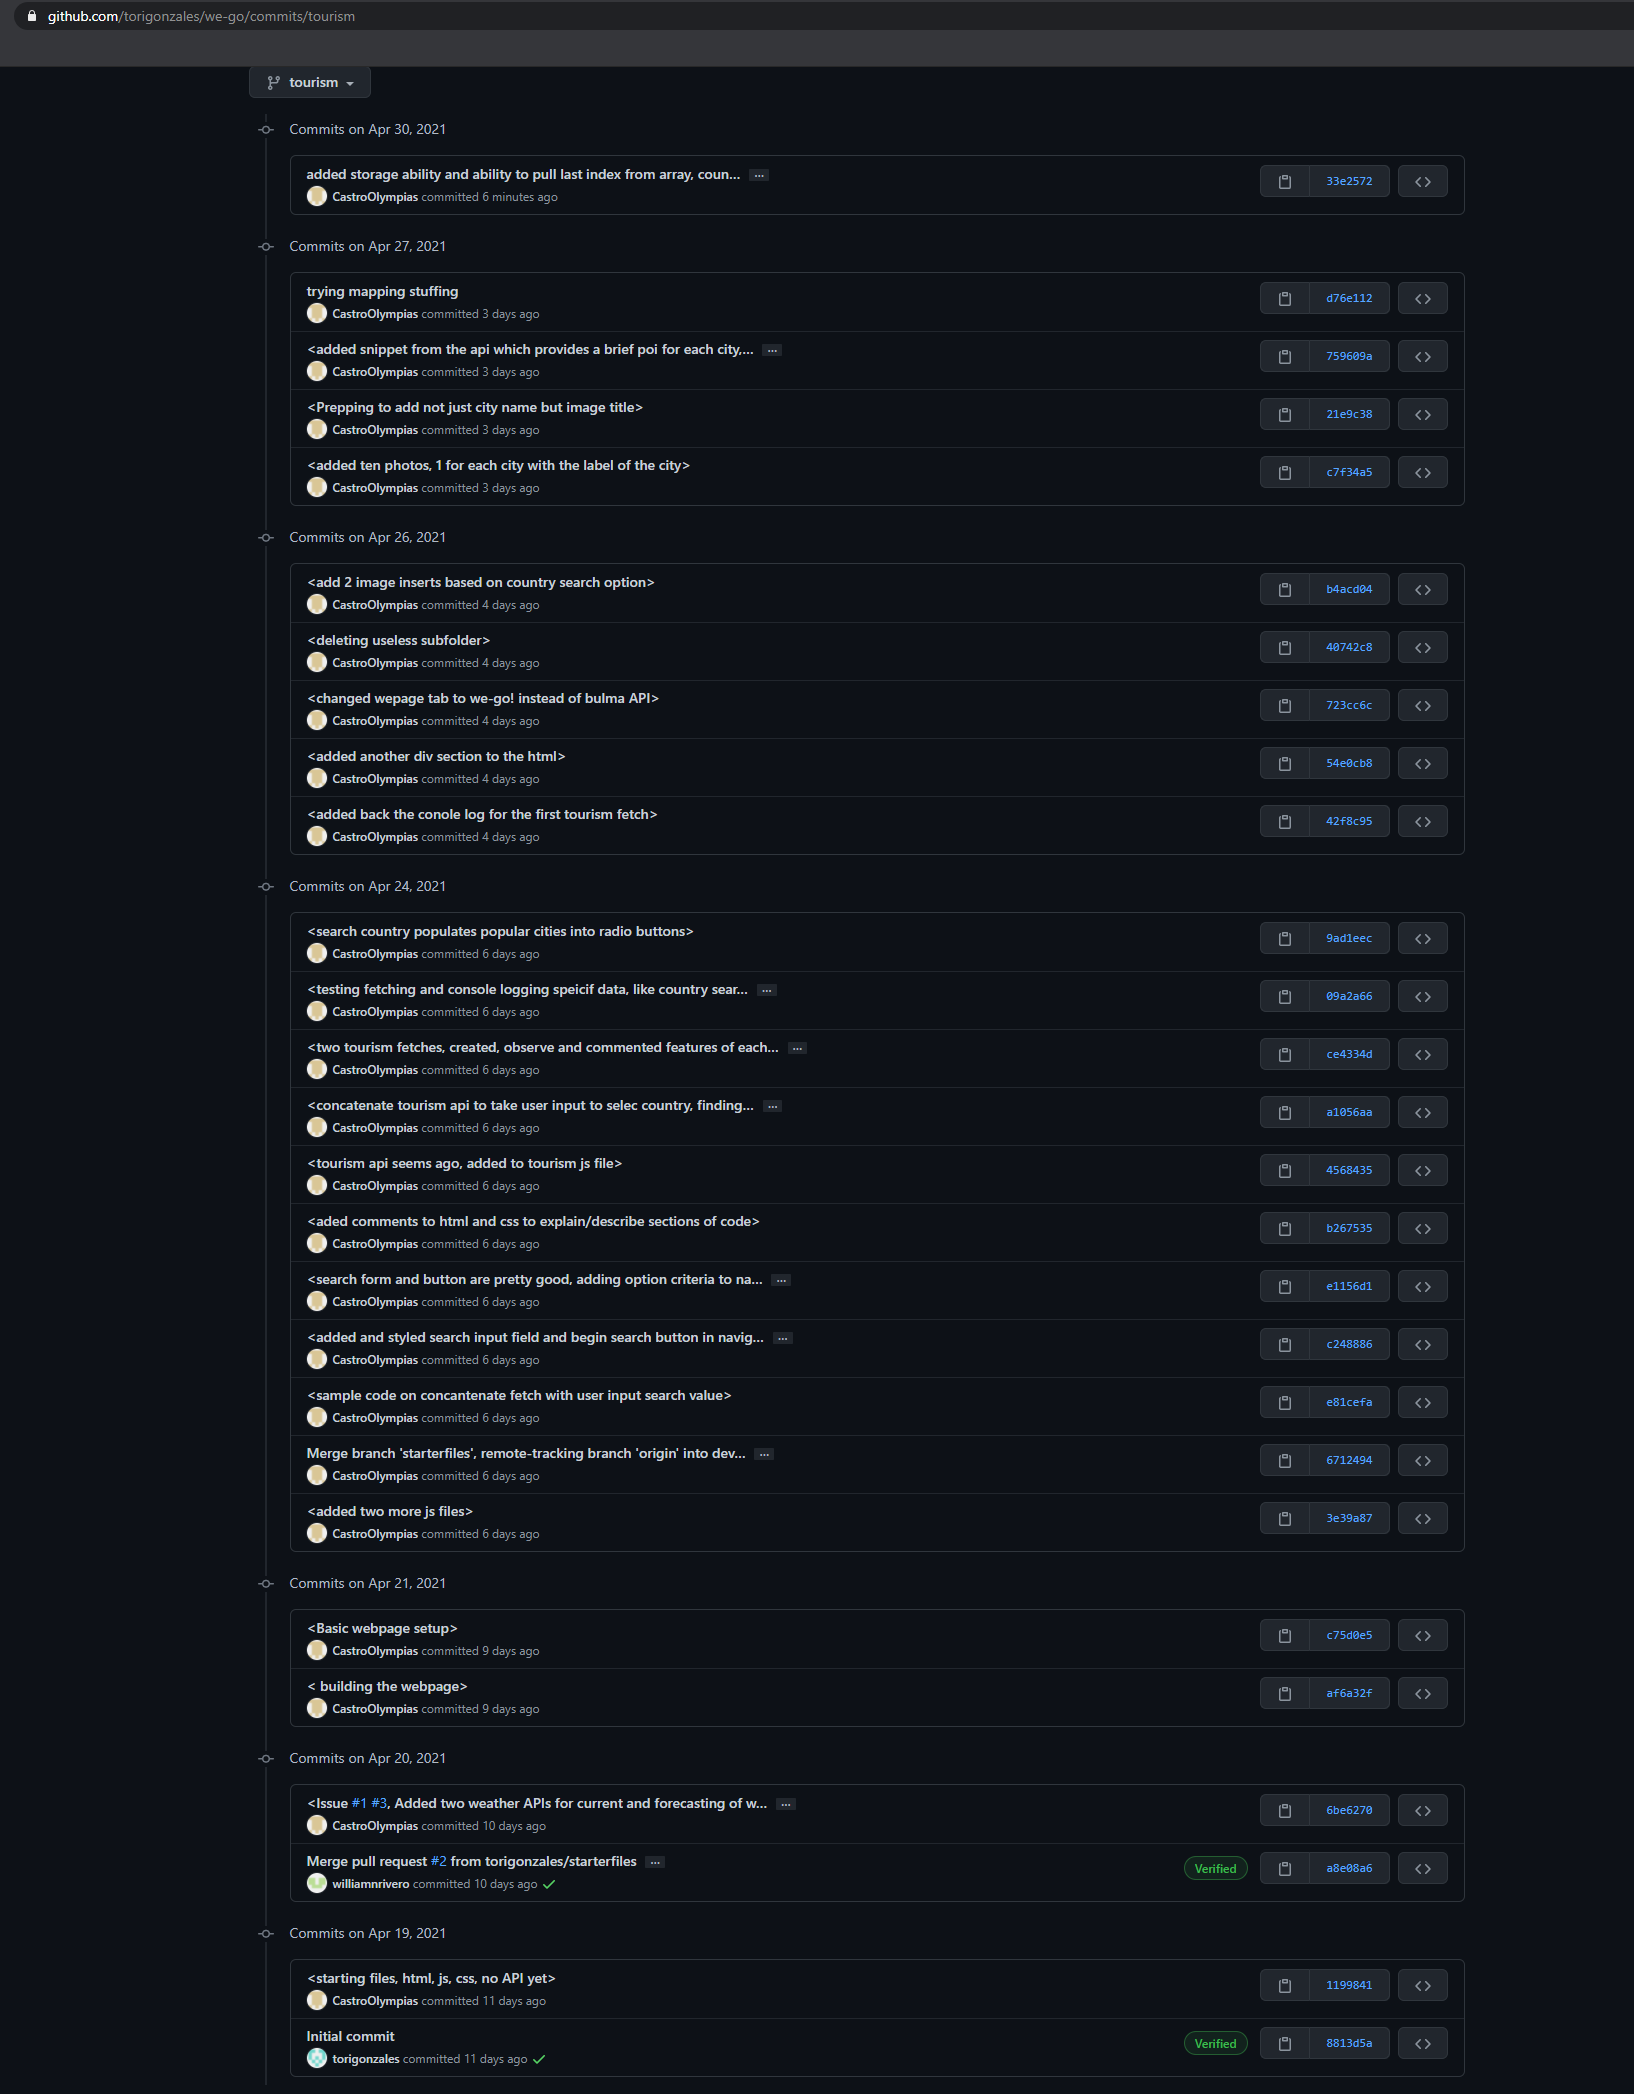 github.com/torigonzales/we-go/commits/tourism
tourism
Commits on Apr 30, 2021
added storage ability and ability to pull last index from array, coun... ...
CastroOlympias committed 6 minutes ago
33e2572
Commits on Apr 27, 2021
trying mapping stuffing
CastroOlympias committed 3 days ago
d76e112
<added snippet from the api which provides a brief poi for each city,... ...
CastroOlympias committed 3 days ago
759609a
<Prepping to add not just city name but image title>
CastroOlympias committed 3 days ago
21e9c38
<added ten photos, 1 for each city with the label of the city>
CastroOlympias committed 3 days ago
c7f34a5
Commits on Apr 26, 2021
<add 2 image inserts based on country search option>
CastroOlympias committed 4 days ago
b4acd04
<deleting useless subfolder>
CastroOlympias committed 4 days ago
40742c8
<changed wepage tab to we-go! instead of bulma API>
CastroOlympias committed 4 days ago
723cc6c
<added another div section to the html>
CastroOlympias committed 4 days ago
54e0cb8
<added back the conole log for the first tourism fetch>
CastroOlympias committed 4 days ago
42f8c95
Commits on Apr 24, 2021
<search country populates popular cities into radio buttons>
CastroOlympias committed 6 days ago
9ad1eec
<testing fetching and console logging speicif data, like country sear... ...
CastroOlympias committed 6 days ago
09a2a66
<two tourism fetches, created, observe and commented features of each... ...
CastroOlympias committed 6 days ago
ce4334d
<concatenate tourism api to take user input to selec country, finding... ...
CastroOlympias committed 6 days ago
a1056aa
<tourism api seems ago, added to tourism js file>
CastroOlympias committed 6 days ago
4568435
<aded comments to html and css to explain/describe sections of code>
CastroOlympias committed 6 days ago
b267535
<search form and button are pretty good, adding option criteria to na... ...
CastroOlympias committed 6 days ago
e1156d1
<added and styled search input field and begin search button in navig... ...
CastroOlympias committed 6 days ago
c248886
<sample code on concantenate fetch with user input search value>
CastroOlympias committed 6 days ago
e81cefa
Merge branch 'starterfiles', remote-tracking branch 'origin' into dev... ...
CastroOlympias committed 6 days ago
6712494
<added two more js files>
CastroOlympias committed 6 days ago
3e39a87
Commits on Apr 21, 2021
<Basic webpage setup>
CastroOlympias committed 9 days ago
c75d0e5
< building the webpage>
CastroOlympias committed 9 days ago
af6a32f
Commits on Apr 20, 2021
<Issue #1 #3, Added two weather APIs for current and forecasting of w... ...
CastroOlympias committed 10 days ago
6be6270
Merge pull request #2 from torigonzales/starterfiles ...
williamnrivero committed 10 days ago
Verified
a8e08a6
Commits on Apr 19, 2021
<starting files, html, js, css, no API yet>
CastroOlympias committed 11 days ago
1199841
Initial commit
torigonzales committed 11 days ago
Verified
8813d5a